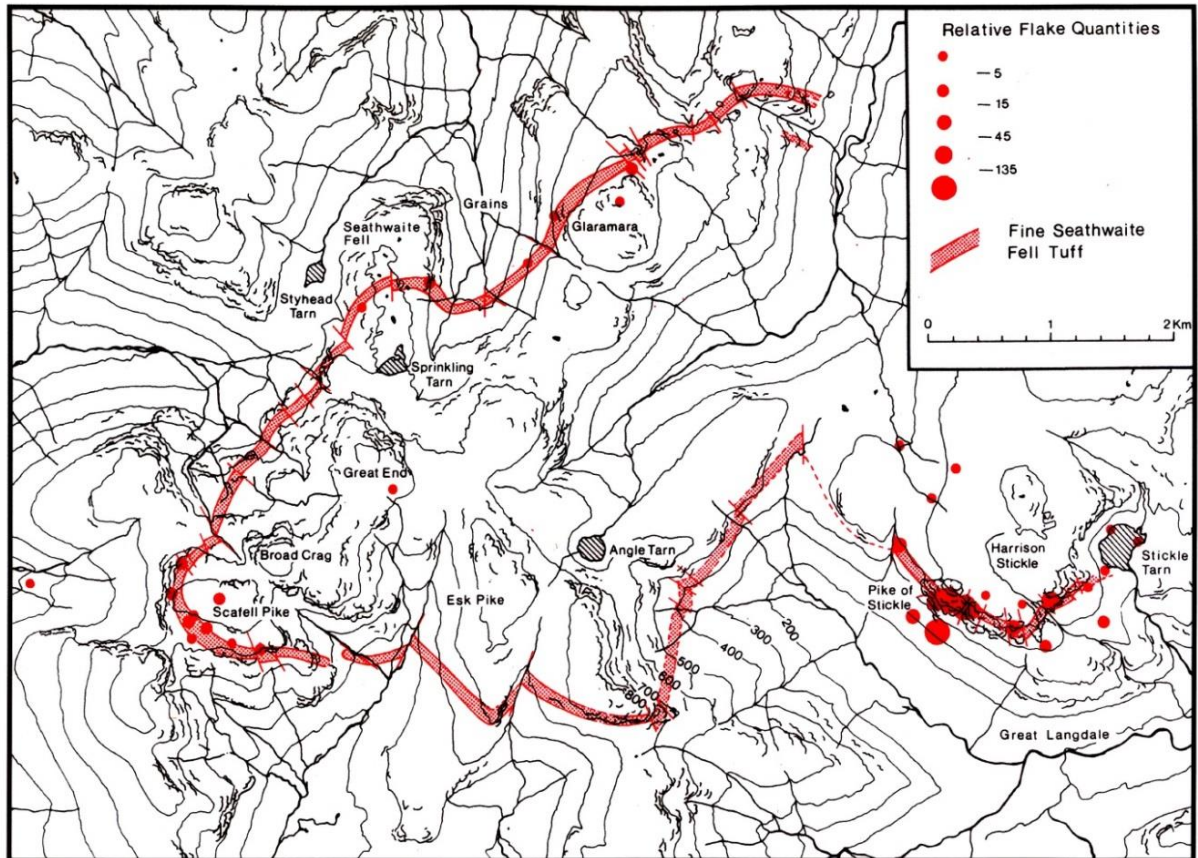 Relative Flake Quantities
— 5
— 15
— 45
— 135
Fine Seathwaite
Fell Tuff
0 1 2 Km
Grains
Seathwaite
Fell
Glaramara
Styhead
Tarn
Sprinkling
Tarn
Great End
Broad Crag
Angle Tarn
Harrison
Stickle
Stickle
Tarn
Scafell Pike
Esk Pike
Pike of
Stickle
200
300
400
500
600
700
800
Great Langdale